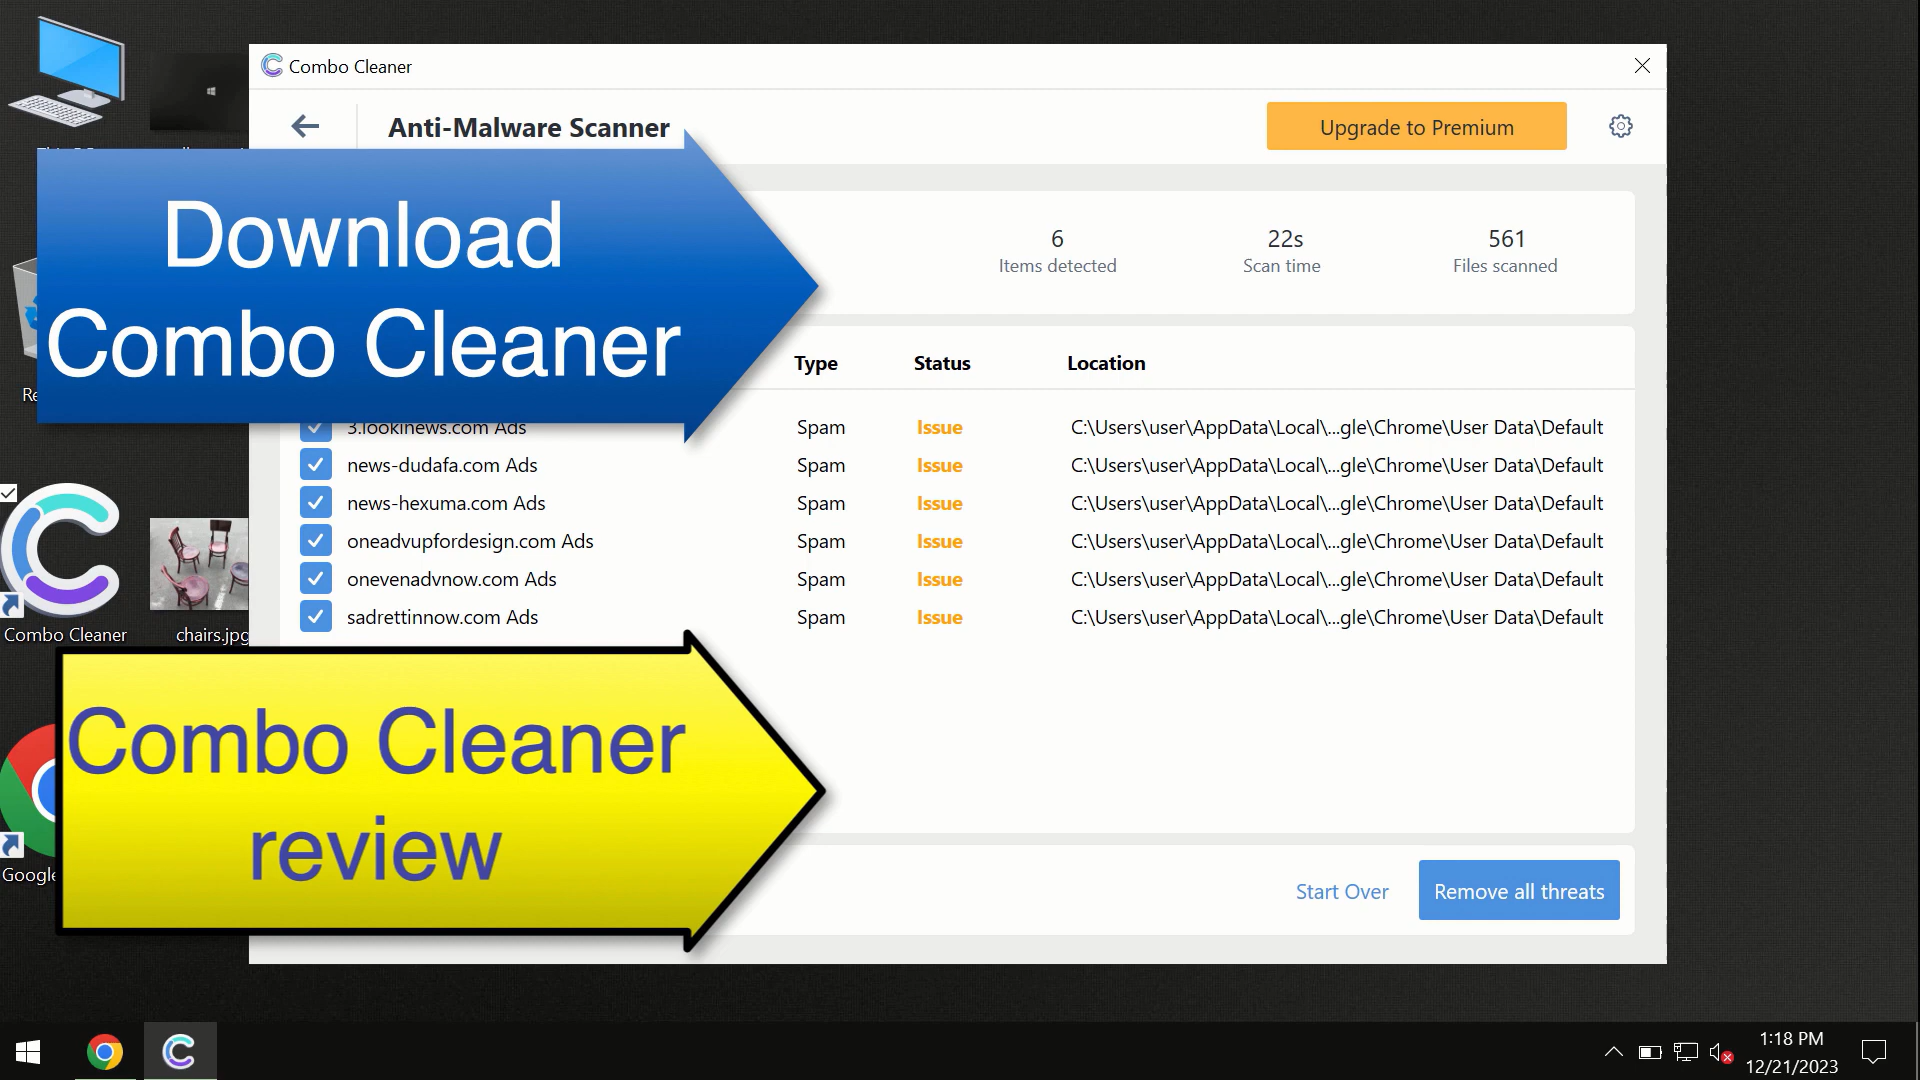 Combo Cleaner
Anti-Malware Scanner
Upgrade to Premium
Download
Combo Cleaner
6
Items detected
22s
Scan time
561
Files scanned
Type Status Location
3.lookinews.com Ads Spam Issue C:\Users\user\AppData\Local\...gle\Chrome\User Data\Default
news-dudafa.com Ads Spam Issue C:\Users\user\AppData\Local\...gle\Chrome\User Data\Default
news-hexuma.com Ads Spam Issue C:\Users\user\AppData\Local\...gle\Chrome\User Data\Default
oneadvupfordesign.com Ads Spam Issue C:\Users\user\AppData\Local\...gle\Chrome\User Data\Default
onevenadvnow.com Ads Spam Issue C:\Users\user\AppData\Local\...gle\Chrome\User Data\Default
sadrettinnow.com Ads Spam Issue C:\Users\user\AppData\Local\...gle\Chrome\User Data\Default
Combo Cleaner
chairs.jpg
Combo Cleaner
review
Google
Start Over
Remove all threats
1:18 PM
12/21/2023